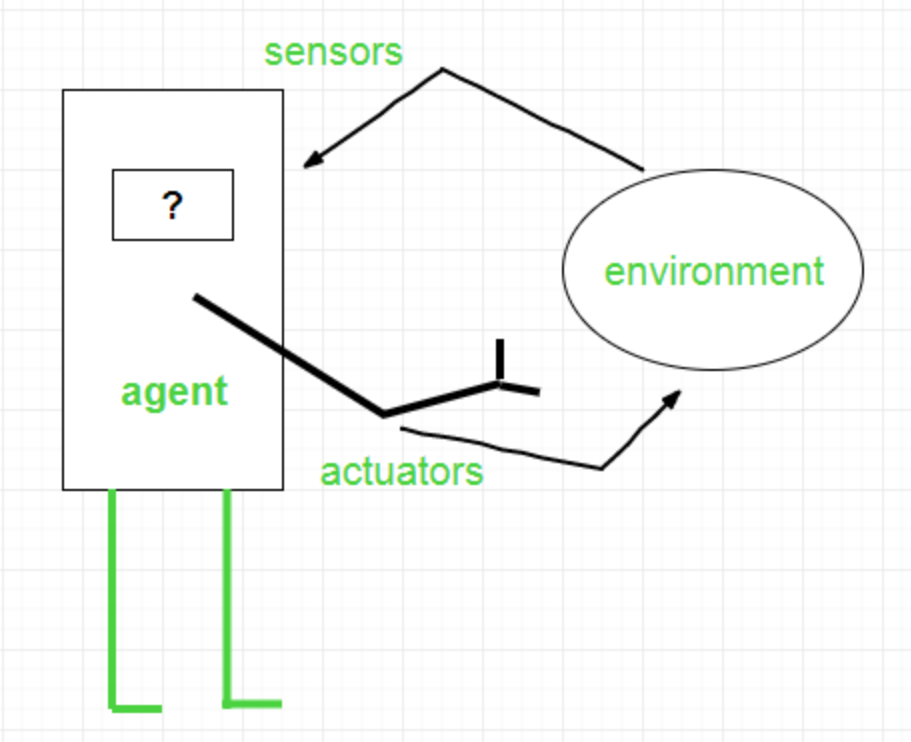 sensors
?
environment
agent
actuators